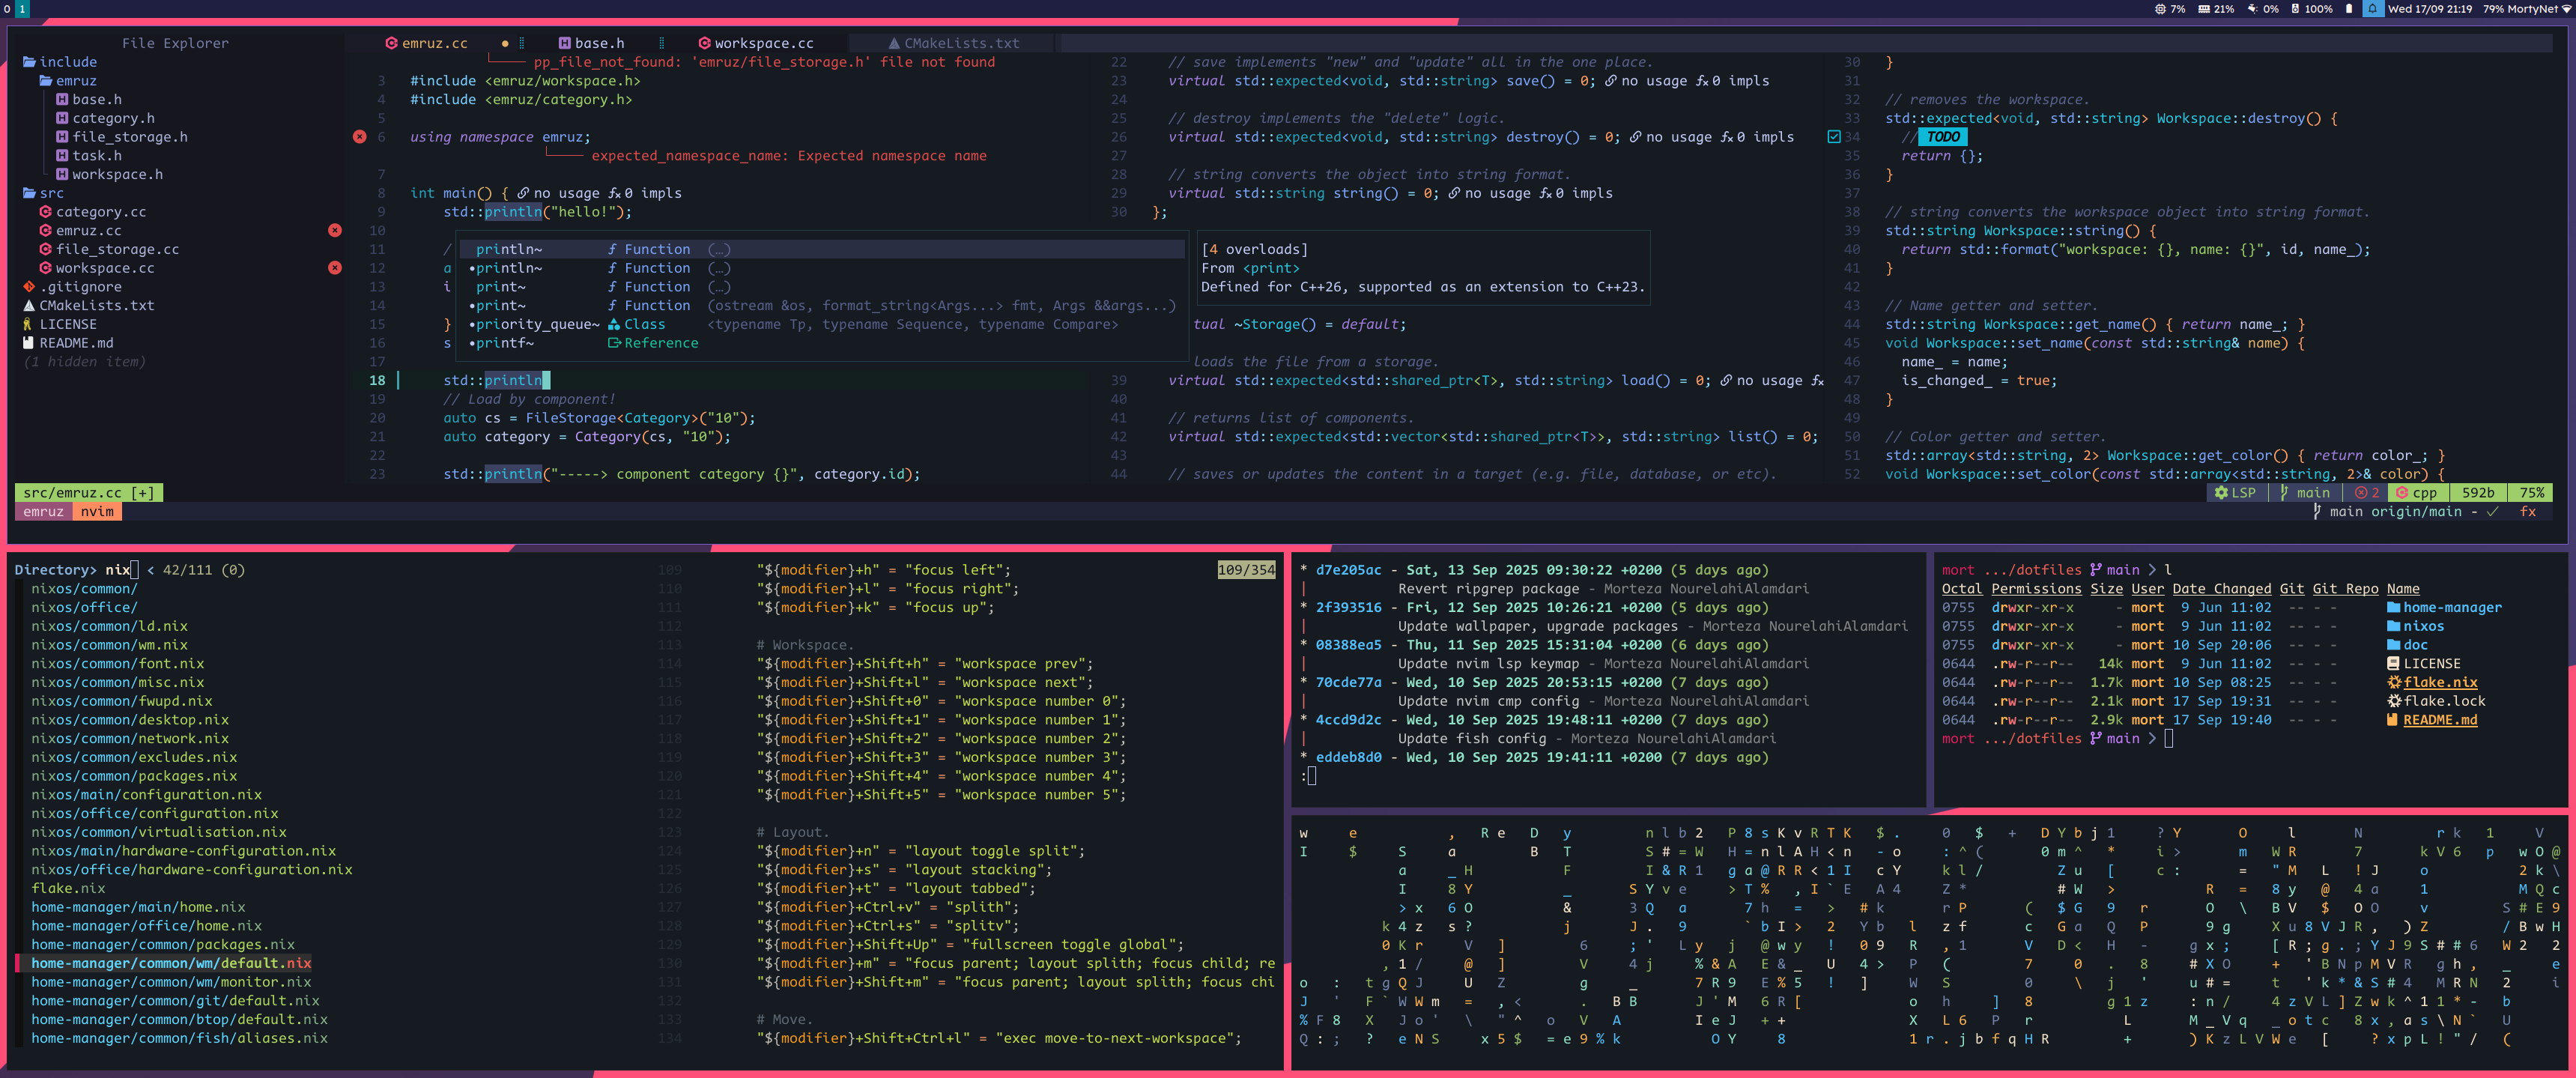 0 1 7% 21% 0% 100% Wed 17/09 21:19 79% MortyNet
File Explorer
include
emruz
base.h
category.h
file_storage.h
task.h
workspace.h
src
category.cc
emruz.cc
file_storage.cc
workspace.cc
.gitignore
CMakeLists.txt
LICENSE
README.md
(1 hidden item)
emruz.cc base.h workspace.cc CMakeLists.txt
pp_file_not_found: 'emruz/file_storage.h' file not found
3 #include <emruz/workspace.h>
4 #include <emruz/category.h>
5
6 using namespace emruz;
expected_namespace_name: Expected namespace name
7
8 int main() { no usage 0 impls
9 std::println("hello!");
10
11 /
12 a
13 i
14
15 }
16 s
17
println~ Function (…)
•println~ Function (…)
print~ Function (…)
•print~ Function (ostream &os, format_string<Args...> fmt, Args &&args...)
•priority_queue~ Class <typename Tp, typename Sequence, typename Compare>
•printf~ Reference
18 std::println
19 // Load by component!
20 auto cs = FileStorage<Category>("10");
21 auto category = Category(cs, "10");
22
23 std::println("-----> component category {}", category.id);
22 // save implements "new" and "update" all in the one place.
23 virtual std::expected<void, std::string> save() = 0; no usage 0 impls
24
25 // destroy implements the "delete" logic.
26 virtual std::expected<void, std::string> destroy() = 0; no usage 0 impls
27
28 // string converts the object into string format.
29 virtual std::string string() = 0; no usage 0 impls
30 };
[4 overloads]
From <print>
Defined for C++26, supported as an extension to C++23.
tual ~Storage() = default;
loads the file from a storage.
39 virtual std::expected<std::shared_ptr<T>, std::string> load() = 0; no usage
40
41 // returns list of components.
42 virtual std::expected<std::vector<std::shared_ptr<T>>, std::string> list() = 0;
43
44 // saves or updates the content in a target (e.g. file, database, or etc).
30 }
31
32 // removes the workspace.
33 std::expected<void, std::string> Workspace::destroy() {
34 // TODO
35 return {};
36 }
37
38 // string converts the workspace object into string format.
39 std::string Workspace::string() {
40 return std::format("workspace: {}, name: {}", id, name_);
41 }
42
43 // Name getter and setter.
44 std::string Workspace::get_name() { return name_; }
45 void Workspace::set_name(const std::string& name) {
46 name_ = name;
47 is_changed_ = true;
48 }
49
50 // Color getter and setter.
51 std::array<std::string, 2> Workspace::get_color() { return color_; }
52 void Workspace::set_color(const std::array<std::string, 2>& color) {
src/emruz.cc [+] LSP main 2 cpp 592b 75%
emruz nvim main origin/main - ✓ fx
Directory> nix < 42/111 (0)
nixos/common/
nixos/office/
nixos/common/ld.nix
nixos/common/wm.nix
nixos/common/font.nix
nixos/common/misc.nix
nixos/common/fwupd.nix
nixos/common/desktop.nix
nixos/common/network.nix
nixos/common/excludes.nix
nixos/common/packages.nix
nixos/main/configuration.nix
nixos/office/configuration.nix
nixos/common/virtualisation.nix
nixos/main/hardware-configuration.nix
nixos/office/hardware-configuration.nix
flake.nix
home-manager/main/home.nix
home-manager/office/home.nix
home-manager/common/packages.nix
home-manager/common/wm/default.nix
home-manager/common/wm/monitor.nix
home-manager/common/git/default.nix
home-manager/common/btop/default.nix
home-manager/common/fish/aliases.nix
109 "${modifier}+h" = "focus left"; 109/354
110 "${modifier}+l" = "focus right";
111 "${modifier}+k" = "focus up";
112
113 # Workspace.
114 "${modifier}+Shift+h" = "workspace prev";
115 "${modifier}+Shift+l" = "workspace next";
116 "${modifier}+Shift+0" = "workspace number 0";
117 "${modifier}+Shift+1" = "workspace number 1";
118 "${modifier}+Shift+2" = "workspace number 2";
119 "${modifier}+Shift+3" = "workspace number 3";
120 "${modifier}+Shift+4" = "workspace number 4";
121 "${modifier}+Shift+5" = "workspace number 5";
122
123 # Layout.
124 "${modifier}+n" = "layout toggle split";
125 "${modifier}+s" = "layout stacking";
126 "${modifier}+t" = "layout tabbed";
127 "${modifier}+Ctrl+v" = "splith";
128 "${modifier}+Ctrl+s" = "splitv";
129 "${modifier}+Shift+Up" = "fullscreen toggle global";
130 "${modifier}+m" = "focus parent; layout splith; focus child; re
131 "${modifier}+Shift+m" = "focus parent; layout splith; focus chi
132
133 # Move.
134 "${modifier}+Shift+Ctrl+l" = "exec move-to-next-workspace";
* d7e205ac - Sat, 13 Sep 2025 09:30:22 +0200 (5 days ago)
| Revert ripgrep package - Morteza NourelahiAlamdari
* 2f393516 - Fri, 12 Sep 2025 10:26:21 +0200 (5 days ago)
| Update wallpaper, upgrade packages - Morteza NourelahiAlamdari
* 08388ea5 - Thu, 11 Sep 2025 15:31:04 +0200 (6 days ago)
| Update nvim lsp keymap - Morteza NourelahiAlamdari
* 70cde77a - Wed, 10 Sep 2025 20:53:15 +0200 (7 days ago)
| Update nvim cmp config - Morteza NourelahiAlamdari
* 4ccd9d2c - Wed, 10 Sep 2025 19:48:11 +0200 (7 days ago)
| Update fish config - Morteza NourelahiAlamdari
* eddeb8d0 - Wed, 10 Sep 2025 19:41:11 +0200 (7 days ago)
:
mort .../dotfiles main > l
Octal Permissions Size User Date Changed Git Git Repo Name
0755 drwxr-xr-x - mort 9 Jun 11:02 -- - - home-manager
0755 drwxr-xr-x - mort 9 Jun 11:02 -- - - nixos
0755 drwxr-xr-x - mort 10 Sep 20:06 -- - - doc
0644 .rw-r--r-- 14k mort 9 Jun 11:02 -- - - LICENSE
0644 .rw-r--r-- 1.7k mort 10 Sep 08:25 -- - - flake.nix
0644 .rw-r--r-- 2.1k mort 17 Sep 19:31 -- - - flake.lock
0644 .rw-r--r-- 2.9k mort 17 Sep 19:40 -- - - README.md
mort .../dotfiles main >